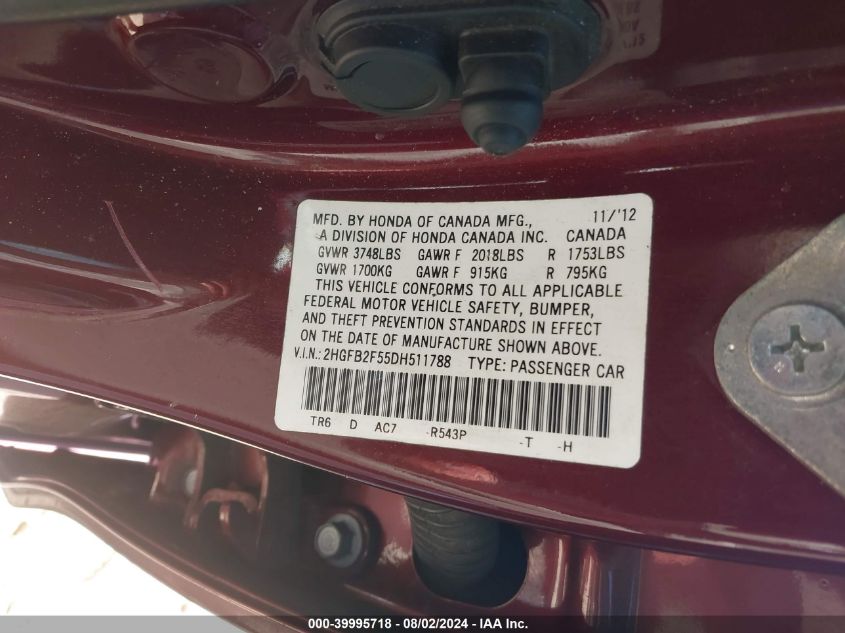 MFD. BY HONDA OF CANADA MFG., 11/'12
A DIVISION OF HONDA CANADA INC. CANADA
GVWR 3748LBS GAWR F 2018LBS R 1753LBS
GVWR 1700KG GAWR F 915KG R 795KG
THIS VEHICLE CONFORMS TO ALL APPLICABLE
FEDERAL MOTOR VEHICLE SAFETY, BUMPER,
AND THEFT PREVENTION STANDARDS IN EFFECT
ON THE DATE OF MANUFACTURE SHOWN ABOVE.
V.I.N.: 2HGFB2F55DH511788 TYPE: PASSENGER CAR
TR6 D AC7 -R543P -T -H
000-39995718 - 08/02/2024 - IAA Inc.